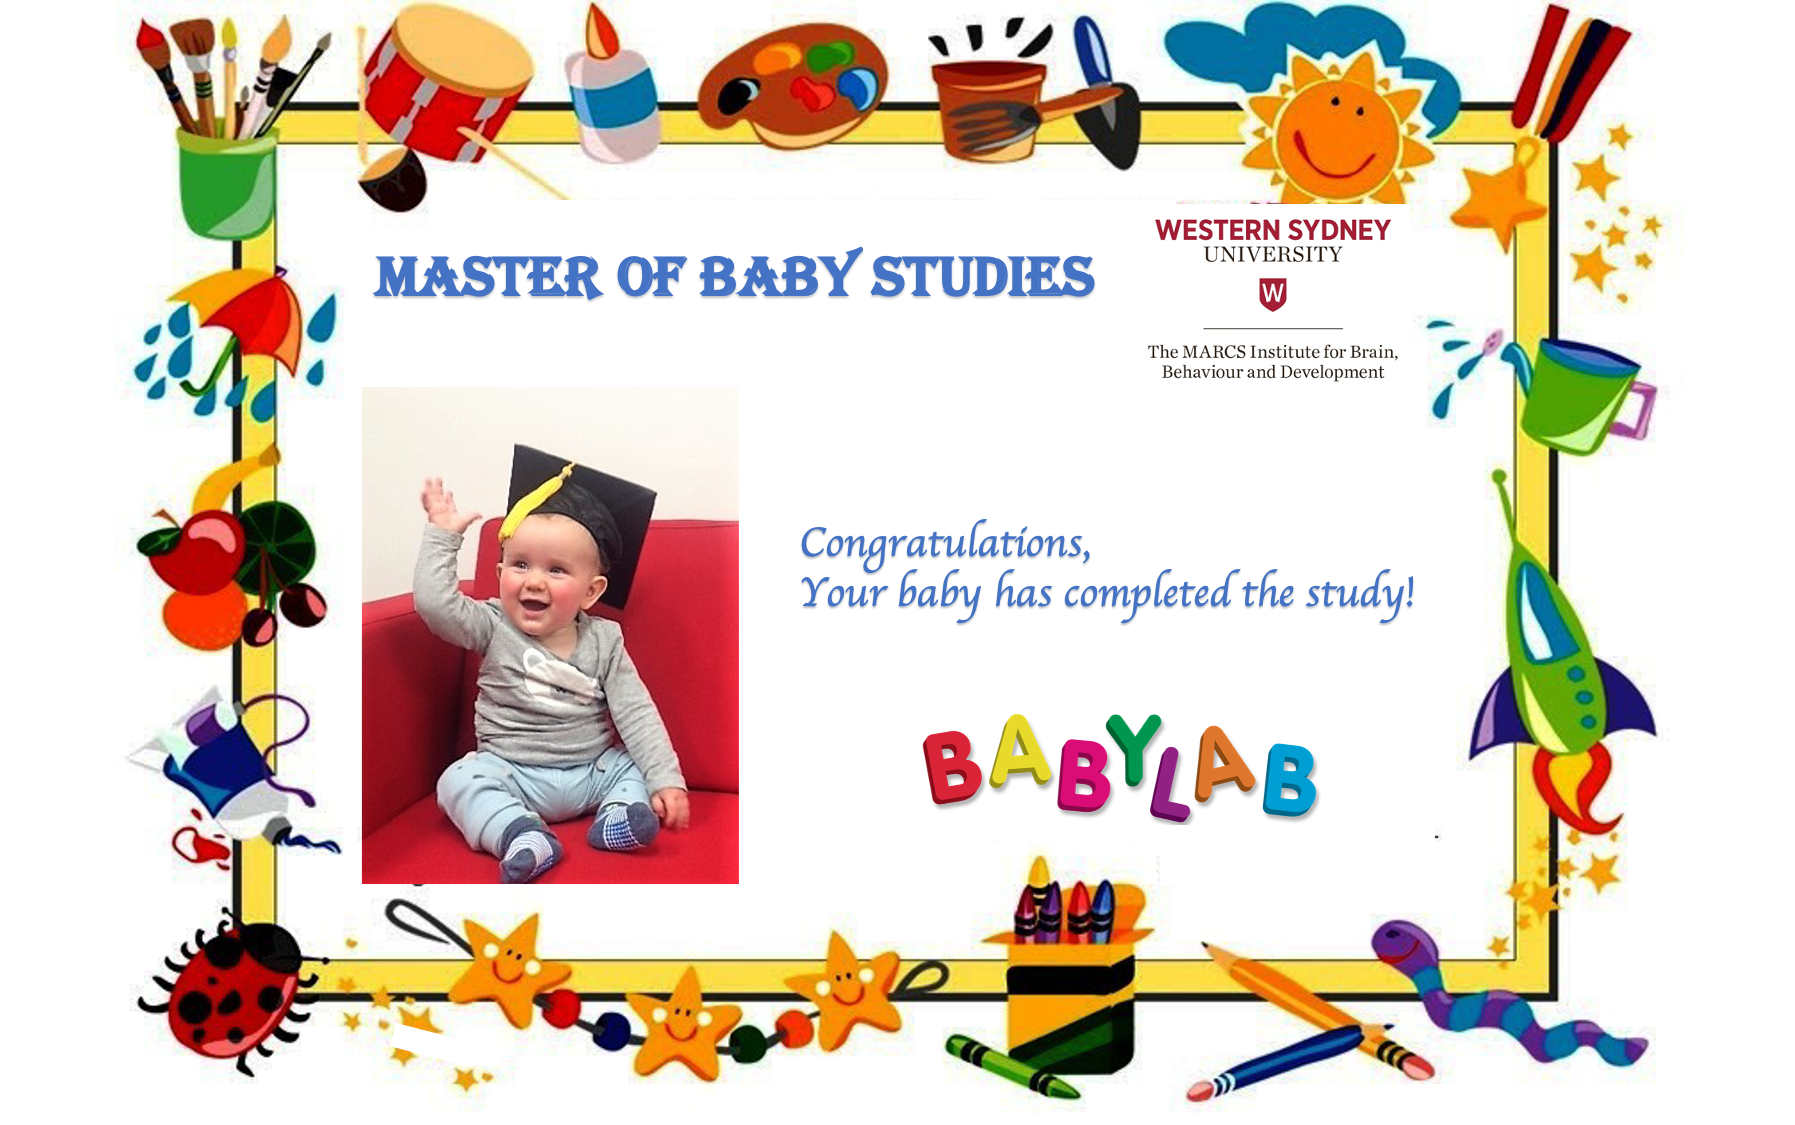 MASTER OF BABY STUDIES
WESTERN SYDNEY
UNIVERSITY
W
The MARCS Institute for Brain,
Behaviour and Development
Congratulations,
Your baby has completed the study!
BABYLAB